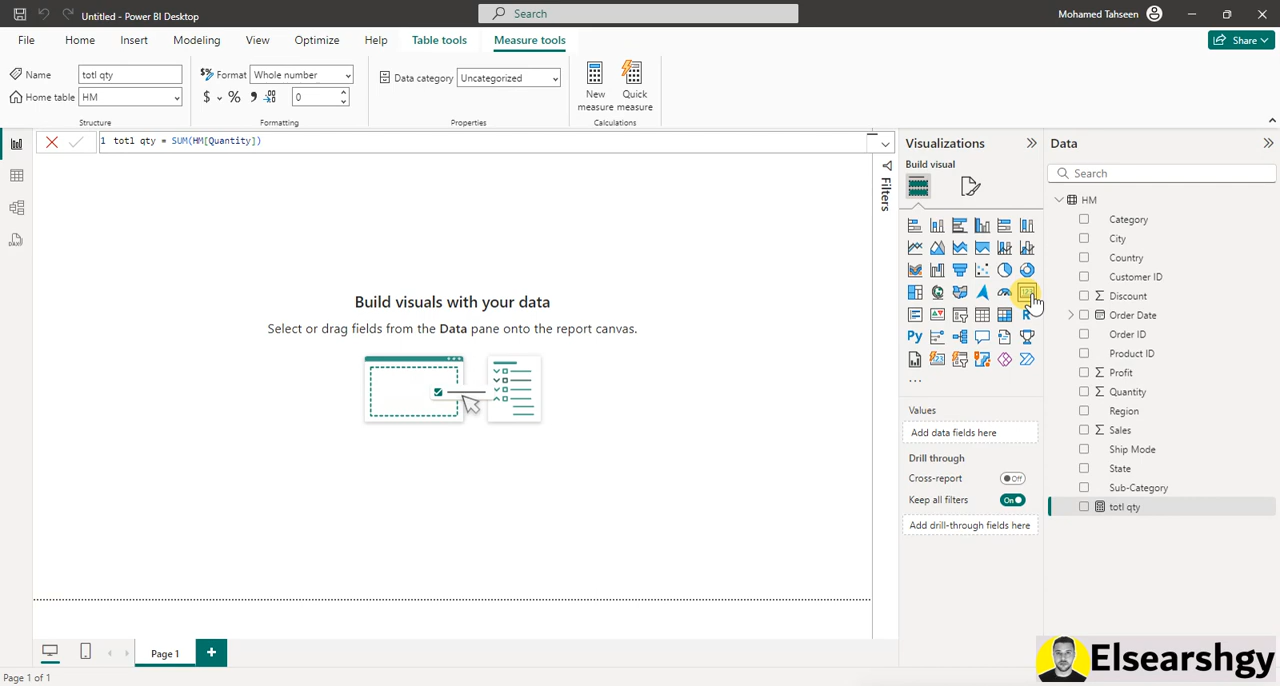 Untitled - Power BI Desktop
Search
Mohamed Tahseen
File Home Insert Modeling View Optimize Help Table tools Measure tools
Share
Name totl qty
Home table HM
Structure
Format Whole number
$ % 0
Formatting
Data category Uncategorized
Properties
New measure
Quick measure
Calculations
1 totl qty = SUM(HM[Quantity])
Filters
Build visuals with your data
Select or drag fields from the Data pane onto the report canvas.
Visualizations
Build visual
123
R
Py
...
Values
Add data fields here
Drill through
Cross-report Off
Keep all filters On
Add drill-through fields here
Data
Search
HM
Category
City
Country
Customer ID
Σ Discount
Order Date
Order ID
Product ID
Σ Profit
Σ Quantity
Region
Σ Sales
Ship Mode
State
Sub-Category
totl qty
Page 1
+
Page 1 of 1
Elsearshgy